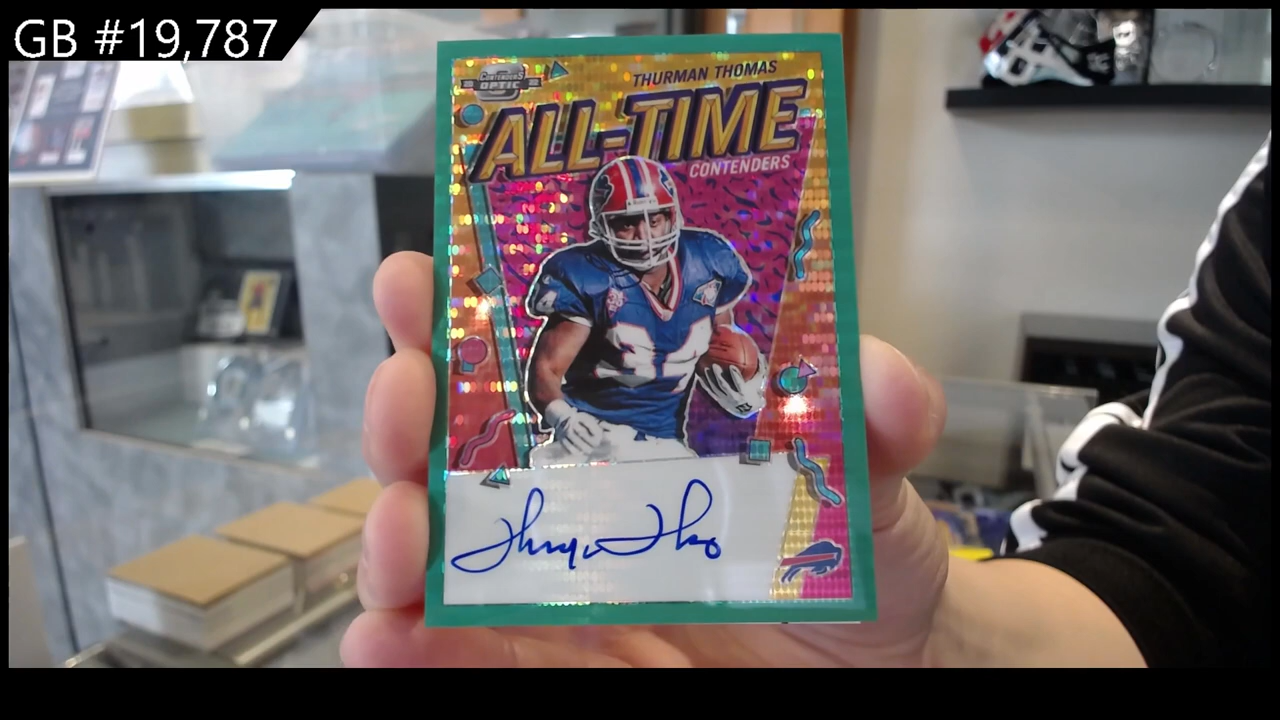 GB #19,787
CONTENDERS
OPTIC
THURMAN THOMAS
ALL-TIME
CONTENDERS
34